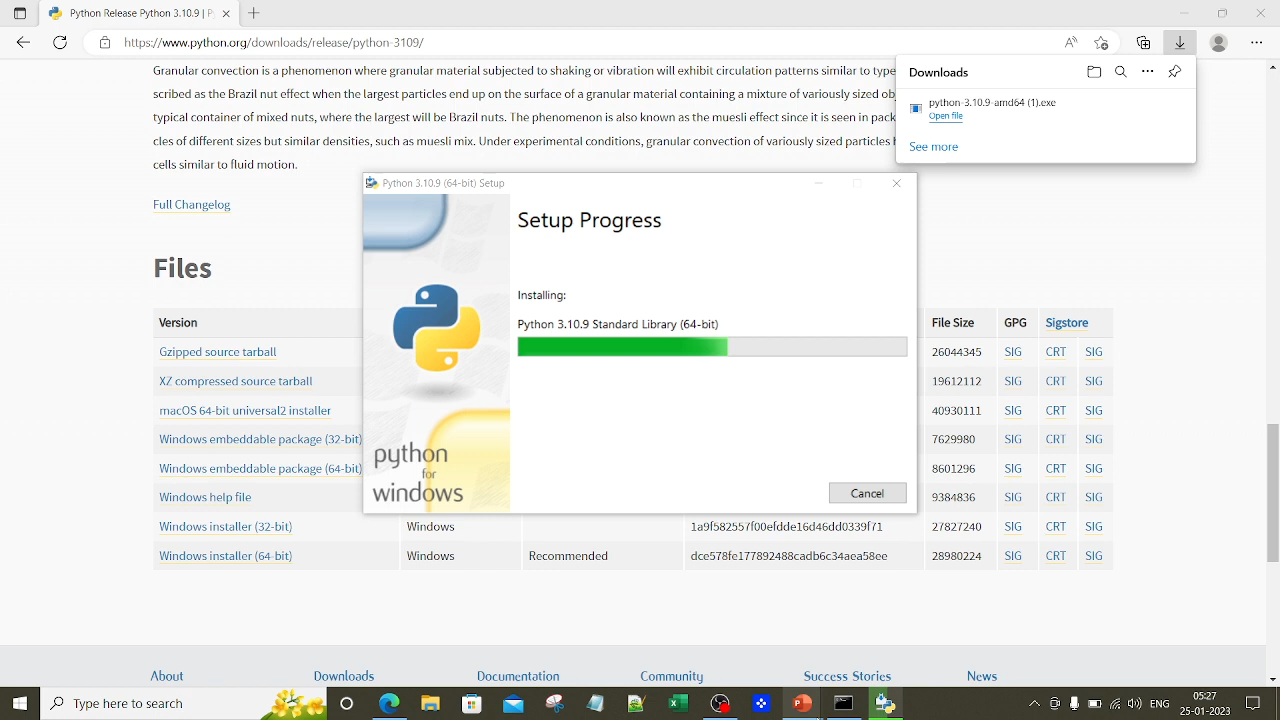 Python Release Python 3.10.9 | P
https://www.python.org/downloads/release/python-3109/
Granular convection is a phenomenon where granular material subjected to shaking or vibration will exhibit circulation patterns similar to type
scribed as the Brazil nut effect when the largest particles end up on the surface of a granular material containing a mixture of variously sized ob
typical container of mixed nuts, where the largest will be Brazil nuts. The phenomenon is also known as the muesli effect since it is seen in pack
cles of different sizes but similar densities, such as muesli mix. Under experimental conditions, granular convection of variously sized particles
cells similar to fluid motion.
Downloads
python-3.10.9-amd64 (1).exe
Open file
See more
Full Changelog
Files
Python 3.10.9 (64-bit) Setup
Setup Progress
Installing:
Python 3.10.9 Standard Library (64-bit)
python
for
windows
Cancel
Version File Size GPG Sigstore
Gzipped source tarball 26044345 SIG CRT SIG
XZ compressed source tarball 19612112 SIG CRT SIG
macOS 64-bit universal2 installer 40930111 SIG CRT SIG
Windows embeddable package (32-bit) 7629980 SIG CRT SIG
Windows embeddable package (64-bit) 8601296 SIG CRT SIG
Windows help file 9384836 SIG CRT SIG
Windows installer (32-bit) Windows 1a9f582557f00efdde16d46dd0339f71 27827240 SIG CRT SIG
Windows installer (64-bit) Windows Recommended dce578fe177892488cadb6c34aea58ee 28980224 SIG CRT SIG
About Downloads Documentation Community Success Stories News
Type here to search
ENG
05:27
25-01-2023